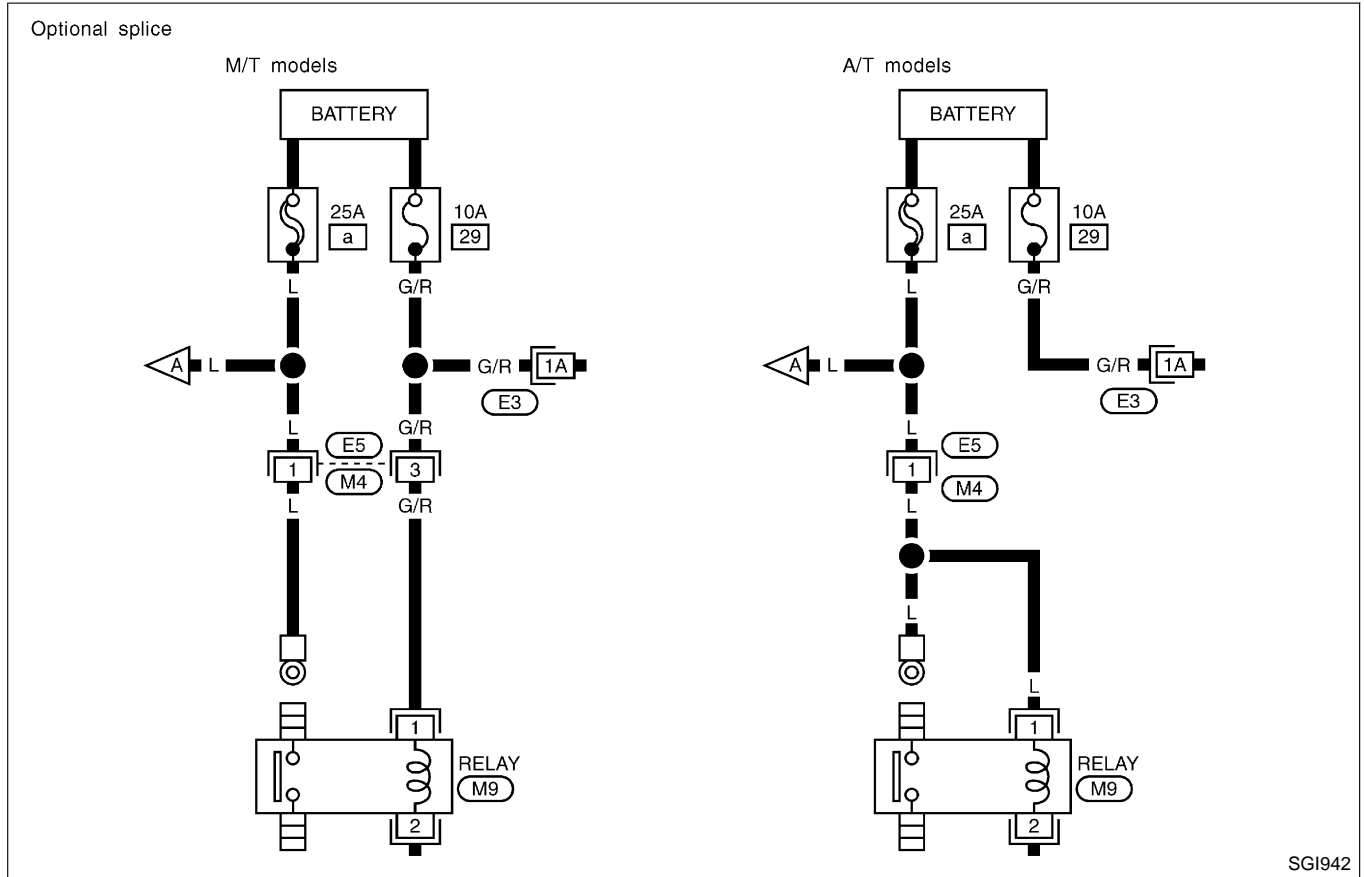 Optional splice
M/T models
A/T models
BATTERY
BATTERY
25A
a
10A
29
25A
a
10A
29
L
G/R
L
G/R
A
L
G/R
1A
A
L
G/R
1A
E3
E3
L
G/R
L
E5
E5
1
3
1
M4
M4
L
G/R
L
L
L
1
1
RELAY
RELAY
M9
M9
2
2
SGI942